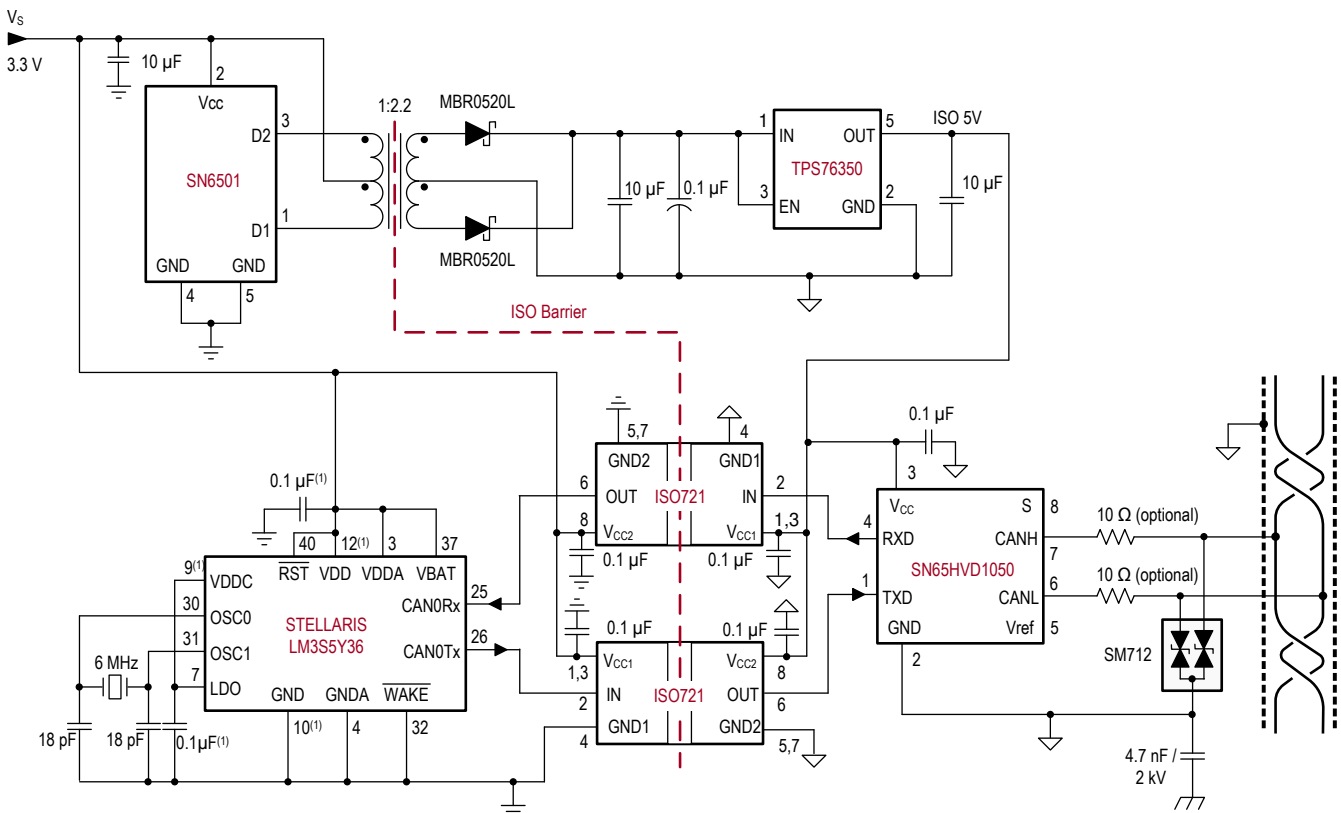 VS
3.3 V
10 µF
2
Vcc
D2
3
SN6501
D1
1
GND
GND
4
5
1:2.2
MBR0520L
MBR0520L
10 µF
0.1 µF
1
IN
OUT
5
TPS76350
3
EN
GND
2
ISO 5V
10 µF
ISO Barrier
5,7
GND2
6
OUT
ISO721
8
VCC2
0.1 µF
4
GND1
IN
2
VCC1
1,3
0.1 µF
0.1 µF
3
VCC
S
8
4
RXD
CANH
7
SN65HVD1050
1
TXD
CANL
6
GND
Vref
5
2
10 Ω (optional)
10 Ω (optional)
SM712
4.7 nF /
2 kV
0.1 µF(1)
40
12(1)
3
37
RST
VDD
VDDA
VBAT
9(1)
VDDC
30
OSC0
31
OSC1
7
LDO
CAN0Rx
25
STELLARIS
LM3S5Y36
CAN0Tx
26
GND
GNDA
WAKE
10(1)
4
32
6 MHz
18 pF
18 pF
0.1µF(1)
0.1 µF
0.1 µF
1,3
VCC1
VCC2
8
2
IN
ISO721
OUT
6
4
GND1
GND2
5,7